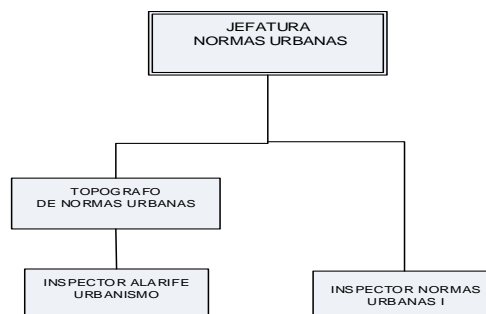 JEFATURA
NORMAS URBANAS
TOPOGRAFO
DE NORMAS URBANAS
INSPECTOR ALARIFE
URBANISMO
INSPECTOR NORMAS
URBANAS I